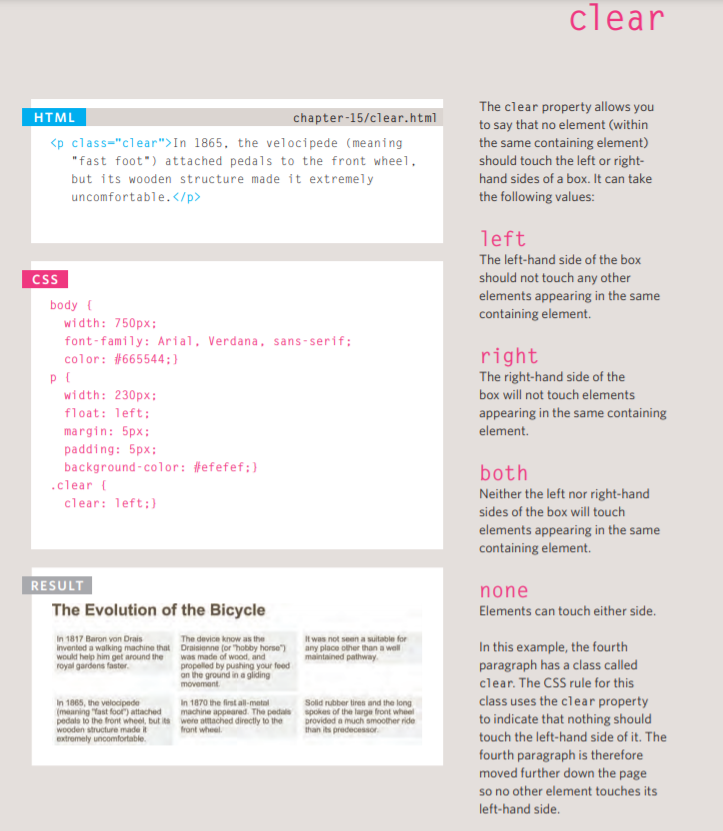 clear
HTML
chapter-15/clear.html
<p class="clear">In 1865, the velocipede (meaning
"fast foot") attached pedals to the front wheel,
but its wooden structure made it extremely
uncomfortable.</p>
CSS
body {
width: 750px;
font-family: Arial, Verdana, sans-serif;
color: #665544;}
p {
width: 230px;
float: left;
margin: 5px;
padding: 5px;
background-color: #efefef;}
.clear {
clear: left;}
RESULT
The Evolution of the Bicycle
In 1817 Baron von Drais
invented a walking machine that
would help him get around the
royal gardens faster.
The device know as the
Draisienne (or "hobby horse")
was made of wood, and
propelled by pushing your feed
on the ground in a gliding
movement.
It was not seen a suitable for
any place other than a well
maintained pathway.
In 1865, the velocipede
(meaning "fast foot") attached
pedals to the front wheel, but its
wooden structure made it
extremely uncomfortable.
In 1870 the first all-metal
machine appeared. The pedals
were atttached directly to the
front wheel.
Solid rubber tires and the long
spokes of the large front wheel
provided a much smoother ride
than its predecessor.
The clear property allows you
to say that no element (within
the same containing element)
should touch the left or right-
hand sides of a box. It can take
the following values:
left
The left-hand side of the box
should not touch any other
elements appearing in the same
containing element.
right
The right-hand side of the
box will not touch elements
appearing in the same containing
element.
both
Neither the left nor right-hand
sides of the box will touch
elements appearing in the same
containing element.
none
Elements can touch either side.
In this example, the fourth
paragraph has a class called
clear. The CSS rule for this
class uses the clear property
to indicate that nothing should
touch the left-hand side of it. The
fourth paragraph is therefore
moved further down the page
so no other element touches its
left-hand side.